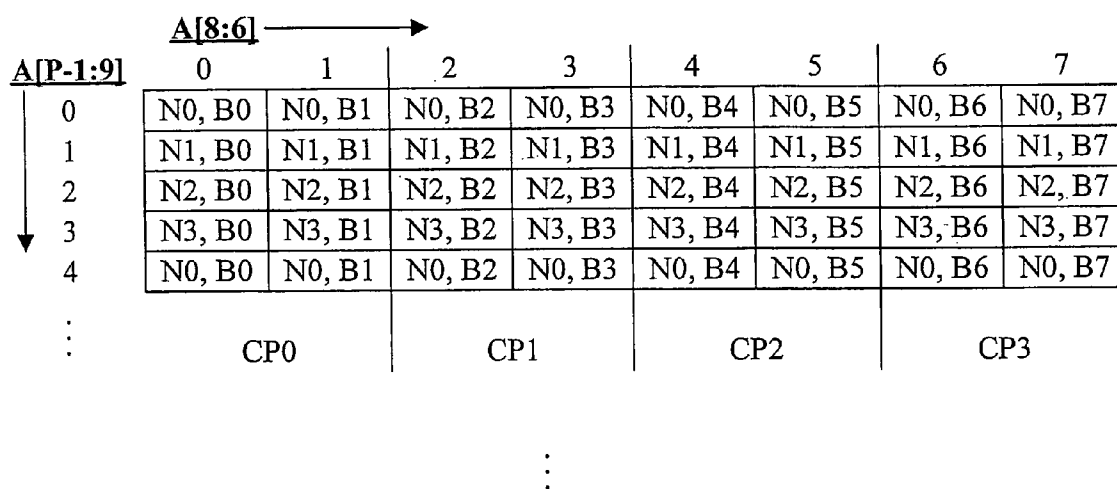 A[8:6]
A[P-1:9] 0 1 2 3 4 5 6 7
0 N0, B0 N0, B1 N0, B2 N0, B3 N0, B4 N0, B5 N0, B6 N0, B7
1 N1, B0 N1, B1 N1, B2 N1, B3 N1, B4 N1, B5 N1, B6 N1, B7
2 N2, B0 N2, B1 N2, B2 N2, B3 N2, B4 N2, B5 N2, B6 N2, B7
3 N3, B0 N3, B1 N3, B2 N3, B3 N3, B4 N3, B5 N3, B6 N3, B7
4 N0, B0 N0, B1 N0, B2 N0, B3 N0, B4 N0, B5 N0, B6 N0, B7
⋮ CP0 CP1 CP2 CP3
⋮